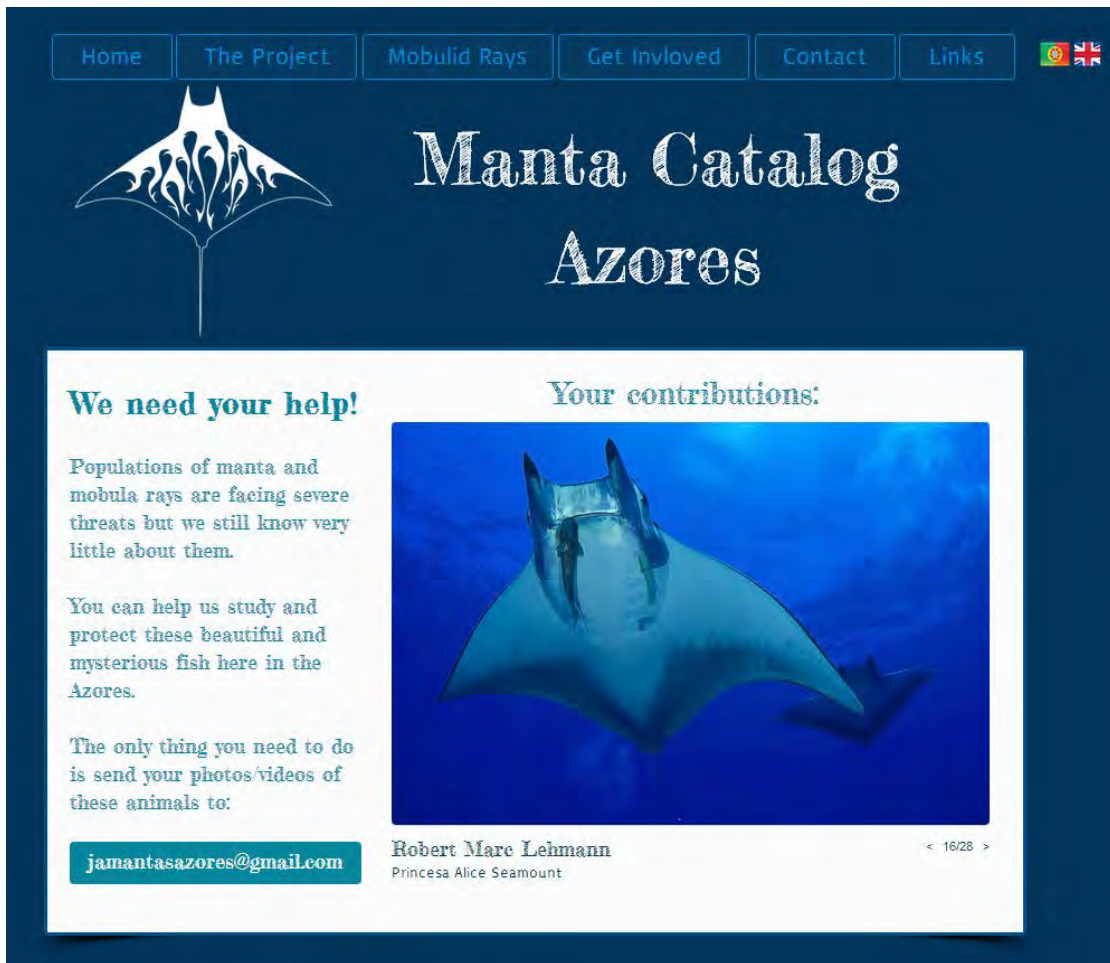 Home The Project Mobulid Rays Get Invloved Contact Links
Manta Catalog
Azores
We need your help!
Populations of manta and
mobula rays are facing severe
threats but we still know very
little about them.
You can help us study and
protect these beautiful and
mysterious fish here in the
Azores.
The only thing you need to do
is send your photos/videos of
these animals to:
jamantasazores@gmail.com
Your contributions:
Robert Marc Lehmann
Princesa Alice Seamount
< 16/28 >